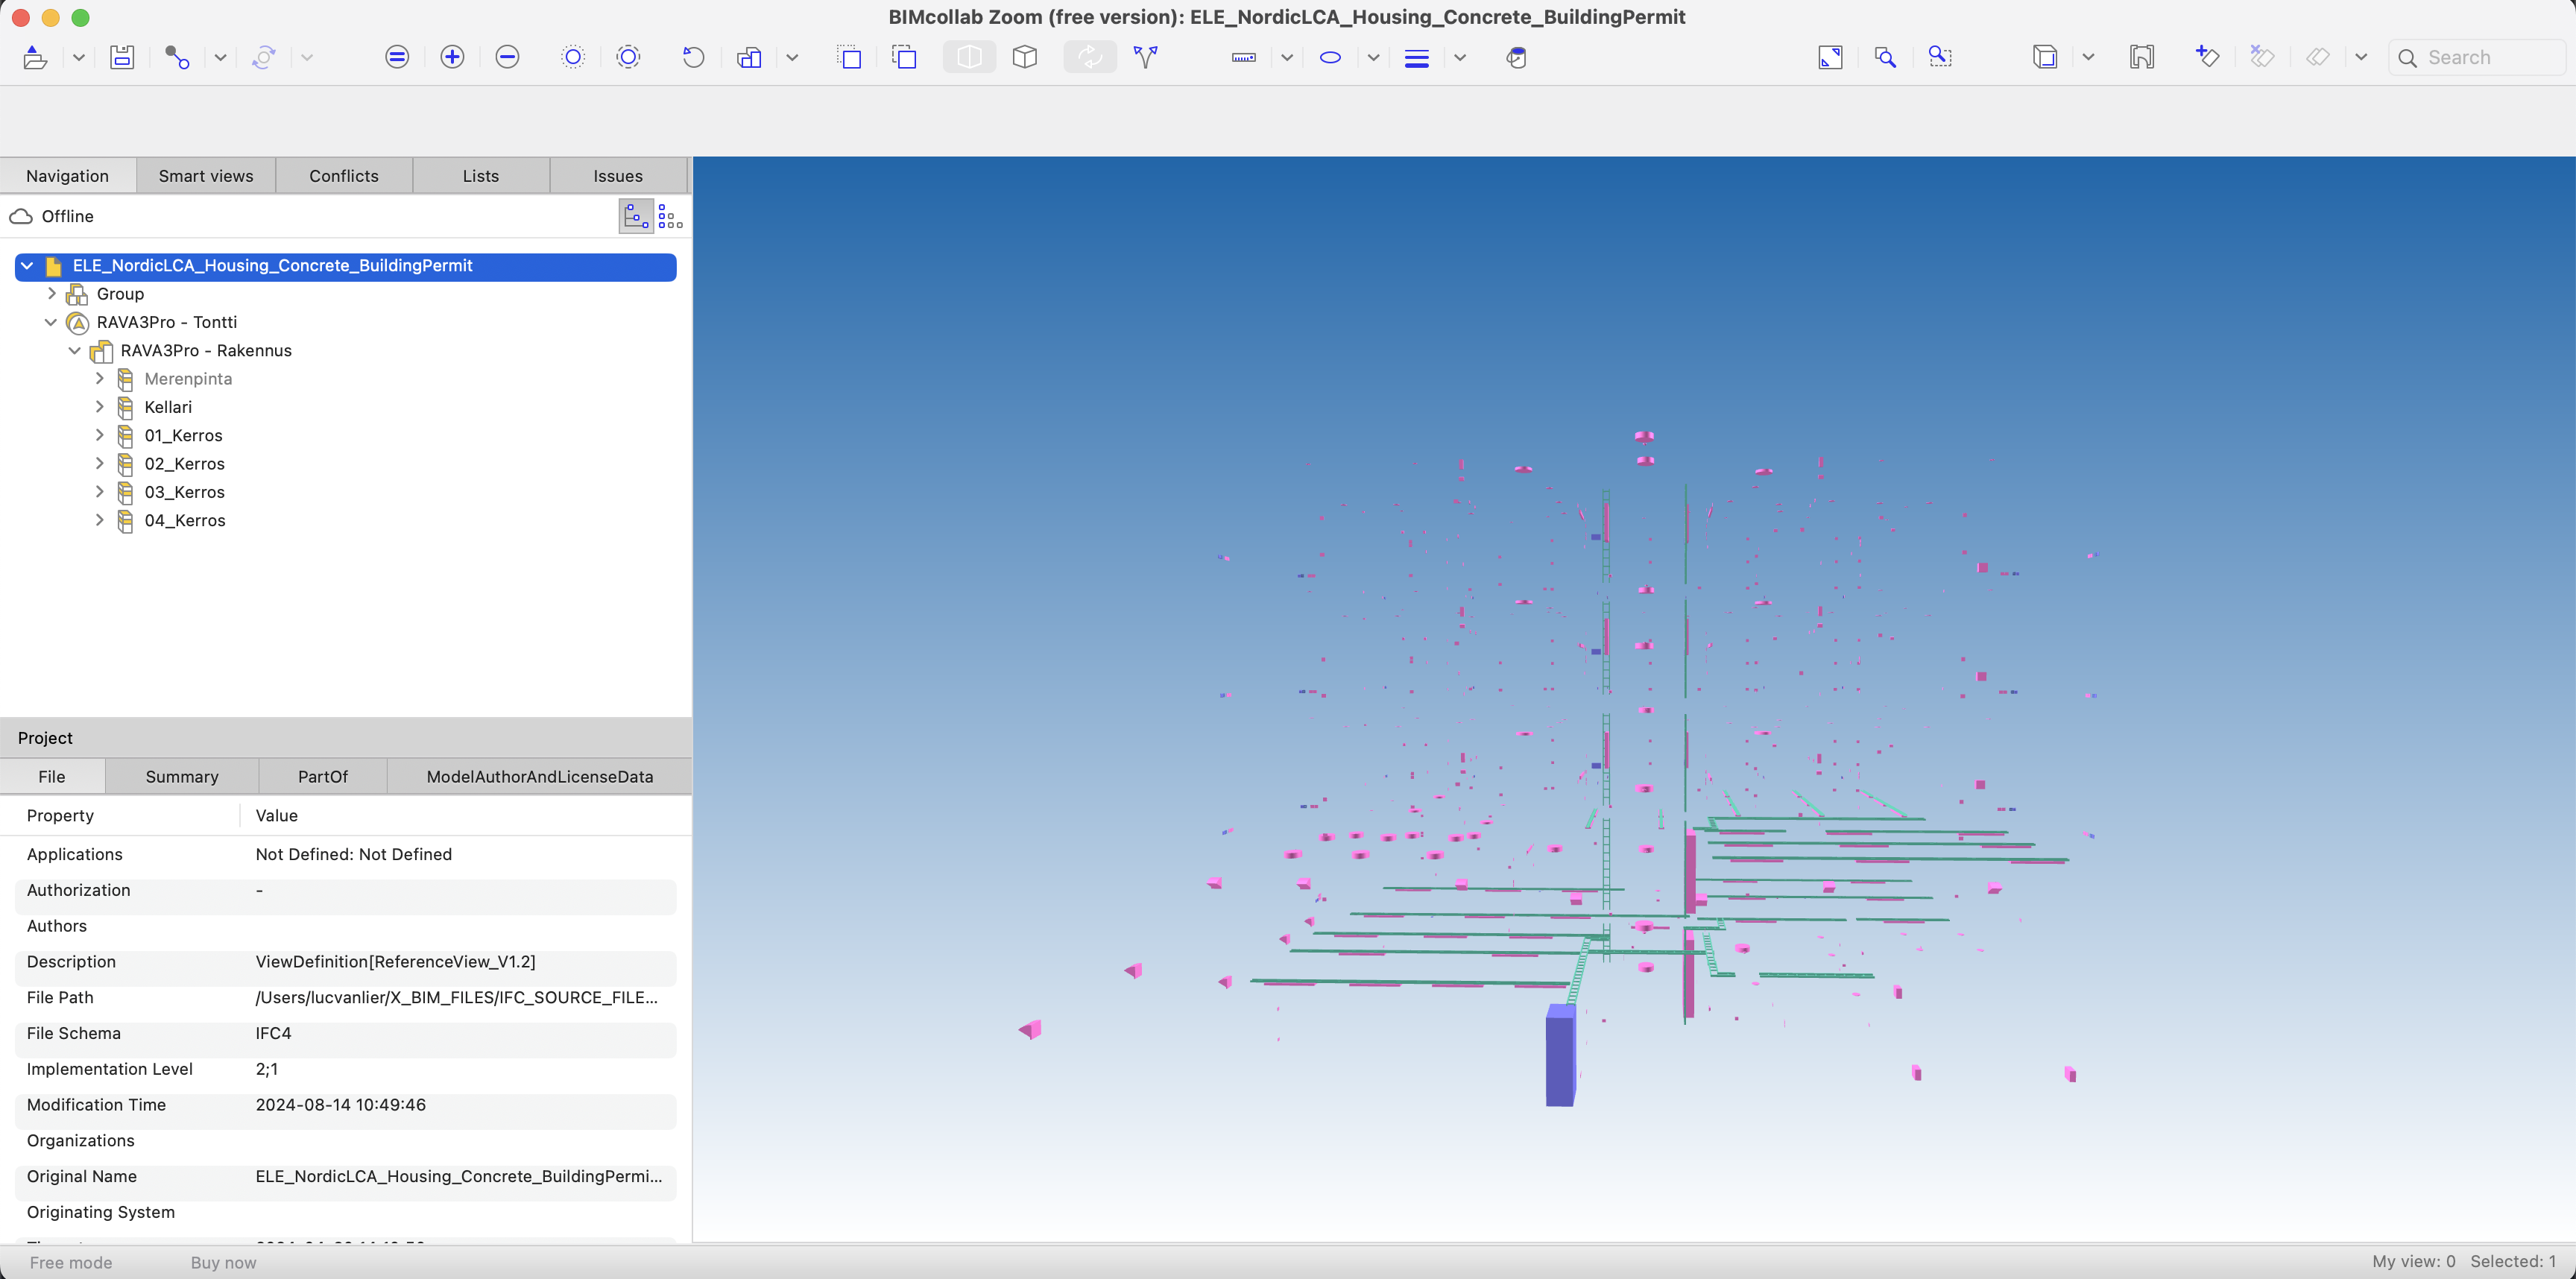 BIMcollab Zoom (free version): ELE_NordicLCA_Housing_Concrete_BuildingPermit
Search
Navigation Smart views Conflicts Lists Issues
Offline
ELE_NordicLCA_Housing_Concrete_BuildingPermit
Group
RAVA3Pro - Tontti
RAVA3Pro - Rakennus
Merenpinta
Kellari
01_Kerros
02_Kerros
03_Kerros
04_Kerros
Project
File Summary PartOf ModelAuthorAndLicenseData
Property Value
Applications Not Defined: Not Defined
Authorization -
Authors
Description ViewDefinition[ReferenceView_V1.2]
File Path /Users/lucvanlier/X_BIM_FILES/IFC_SOURCE_FILE...
File Schema IFC4
Implementation Level 2;1
Modification Time 2024-08-14 10:49:46
Organizations
Original Name ELE_NordicLCA_Housing_Concrete_BuildingPermi...
Originating System
Free mode Buy now My view: 0 Selected: 1